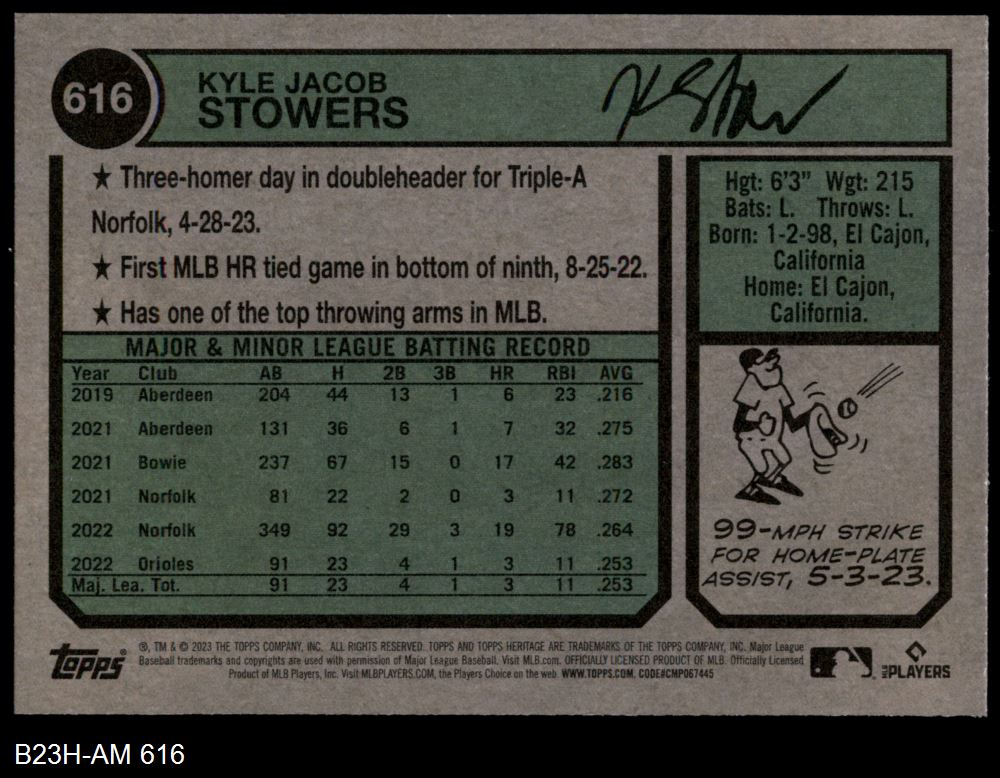 616
KYLE JACOB
STOWERS
★ Three-homer day in doubleheader for Triple-A
Norfolk, 4-28-23.
★ First MLB HR tied game in bottom of ninth, 8-25-22.
★ Has one of the top throwing arms in MLB.
MAJOR & MINOR LEAGUE BATTING RECORD
Year Club AB H 2B 3B HR RBI AVG
2019 Aberdeen 204 44 13 1 6 23 .216
2021 Aberdeen 131 36 6 1 7 32 .275
2021 Bowie 237 67 15 0 17 42 .283
2021 Norfolk 81 22 2 0 3 11 .272
2022 Norfolk 349 92 29 3 19 78 .264
2022 Orioles 91 23 4 1 3 11 .253
Maj. Lea. Tot. 91 23 4 1 3 11 .253
Hgt: 6'3" Wgt: 215
Bats: L. Throws: L.
Born: 1-2-98, El Cajon,
California
Home: El Cajon,
California.
99-MPH STRIKE
FOR HOME-PLATE
ASSIST, 5-3-23.
topps®
®, TM & © 2023 THE TOPPS COMPANY, INC. ALL RIGHTS RESERVED. TOPPS AND TOPPS HERITAGE ARE TRADEMARKS OF THE TOPPS COMPANY, INC. Major League
Baseball trademarks and copyrights are used with permission of Major League Baseball. Visit MLB.com. OFFICIALLY LICENSED PRODUCT OF MLB. Officially Licensed
Product of MLB Players, Inc. Visit MLBPLAYERS.COM, the Players Choice on the web. WWW.TOPPS.COM. CODE#CMP067445
MLB PLAYERS
B23H-AM 616